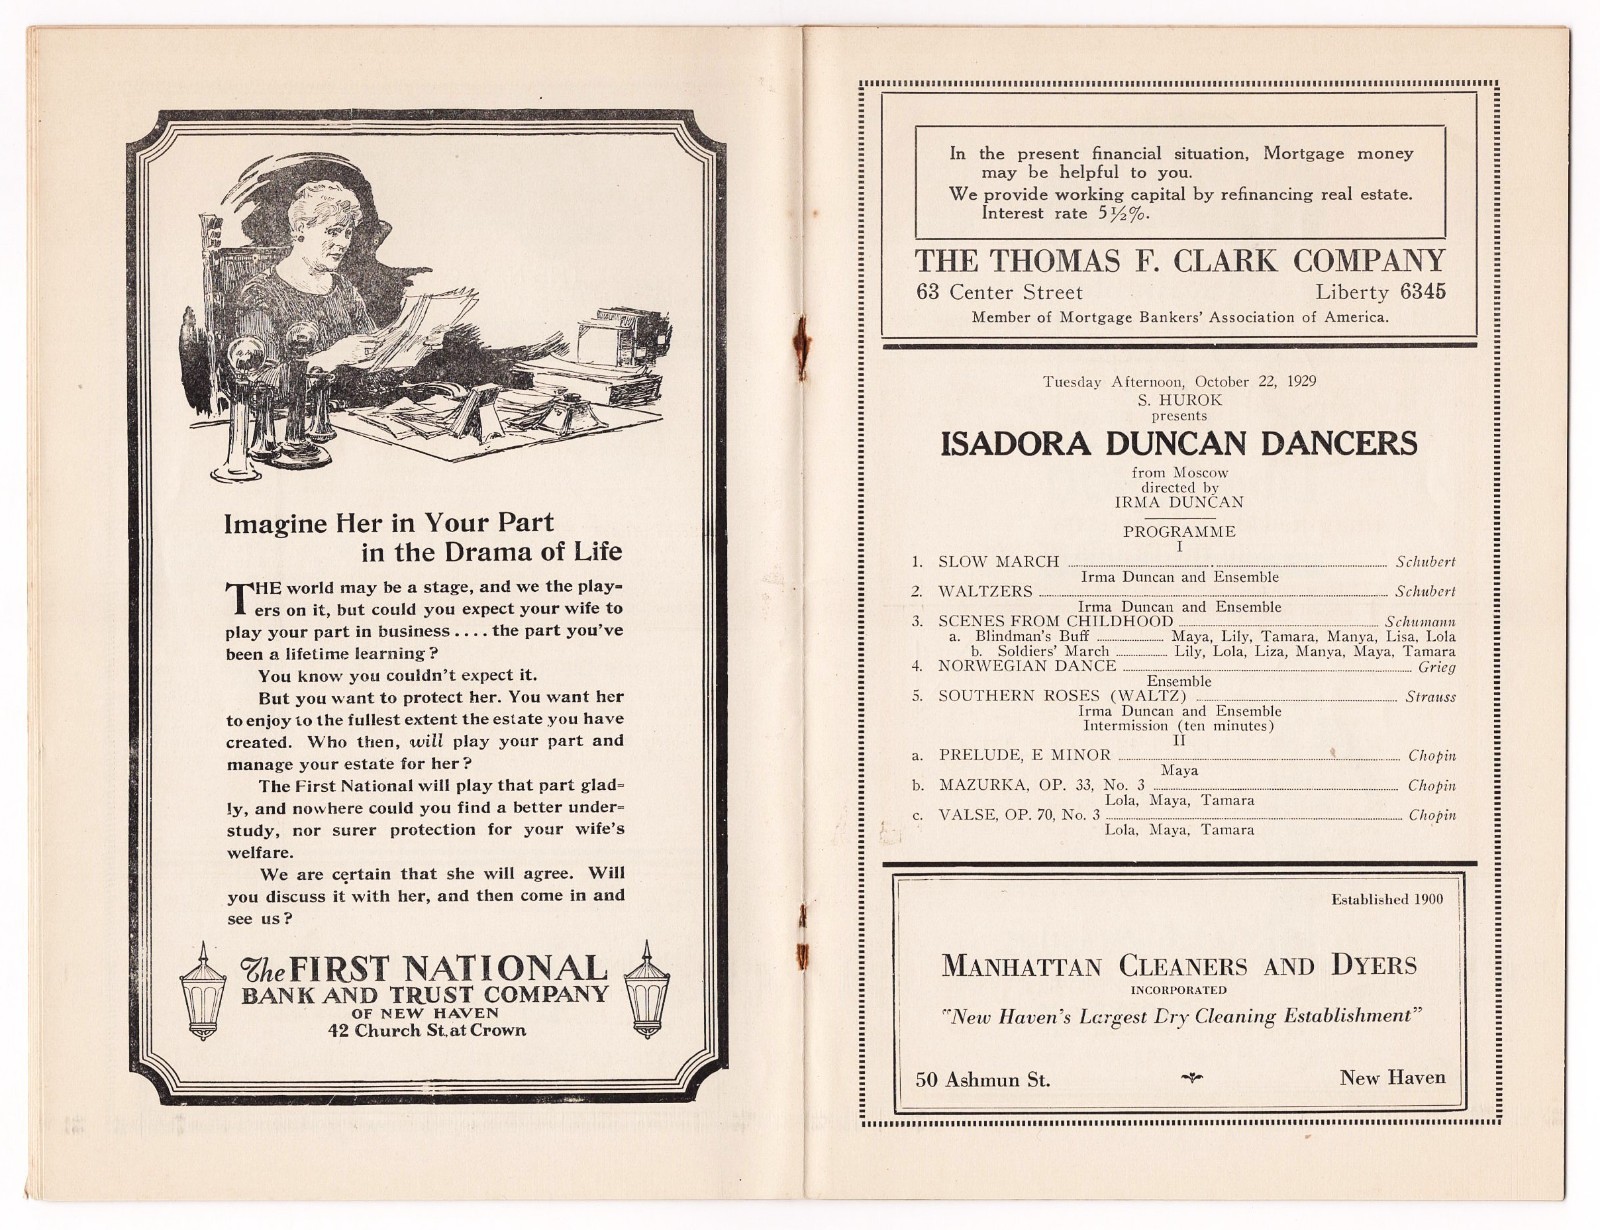 Imagine Her in Your Part
in the Drama of Life
THE world may be a stage, and we the play=
ers on it, but could you expect your wife to
play your part in business .... the part you've
been a lifetime learning?
You know you couldn't expect it.
But you want to protect her. You want her
to enjoy to the fullest extent the estate you have
created. Who then, will play your part and
manage your estate for her?
The First National will play that part glad=
ly, and nowhere could you find a better under=
study, nor surer protection for your wife's
welfare.
We are certain that she will agree. Will
you discuss it with her, and then come in and
see us?
The FIRST NATIONAL
BANK AND TRUST COMPANY
OF NEW HAVEN
42 Church St. at Crown
In the present financial situation, Mortgage money
may be helpful to you.
We provide working capital by refinancing real estate.
Interest rate 5½%.
THE THOMAS F. CLARK COMPANY
63 Center Street Liberty 6345
Member of Mortgage Bankers' Association of America.
Tuesday Afternoon, October 22, 1929
S. HUROK
presents
ISADORA DUNCAN DANCERS
from Moscow
directed by
IRMA DUNCAN
PROGRAMME
I
1. SLOW MARCH Schubert
Irma Duncan and Ensemble
2. WALTZERS Schubert
Irma Duncan and Ensemble
3. SCENES FROM CHILDHOOD Schumann
a. Blindman's Buff Maya, Lily, Tamara, Manya, Lisa, Lola
b. Soldiers' March Lily, Lola, Liza, Manya, Maya, Tamara
4. NORWEGIAN DANCE Grieg
Ensemble
5. SOUTHERN ROSES (WALTZ) Strauss
Irma Duncan and Ensemble
Intermission (ten minutes)
II
a. PRELUDE, E MINOR Chopin
Maya
b. MAZURKA, OP. 33, No. 3 Chopin
Lola, Maya, Tamara
c. VALSE, OP. 70, No. 3 Chopin
Lola, Maya, Tamara
Established 1900
MANHATTAN CLEANERS AND DYERS
INCORPORATED
"New Haven's Largest Dry Cleaning Establishment"
50 Ashmun St. New Haven